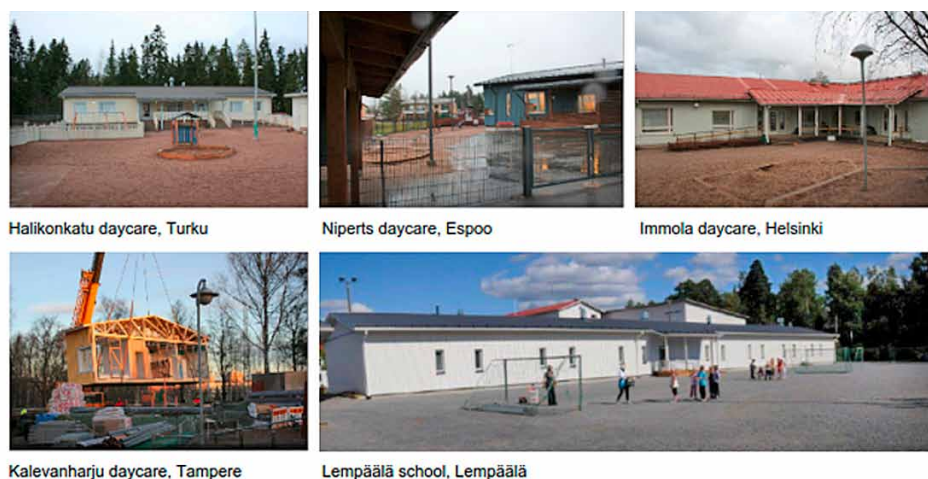 Halikonkatu daycare, Turku
Niperts daycare, Espoo
Immola daycare, Helsinki
Kalevanharju daycare, Tampere
Lempäälä school, Lempäälä